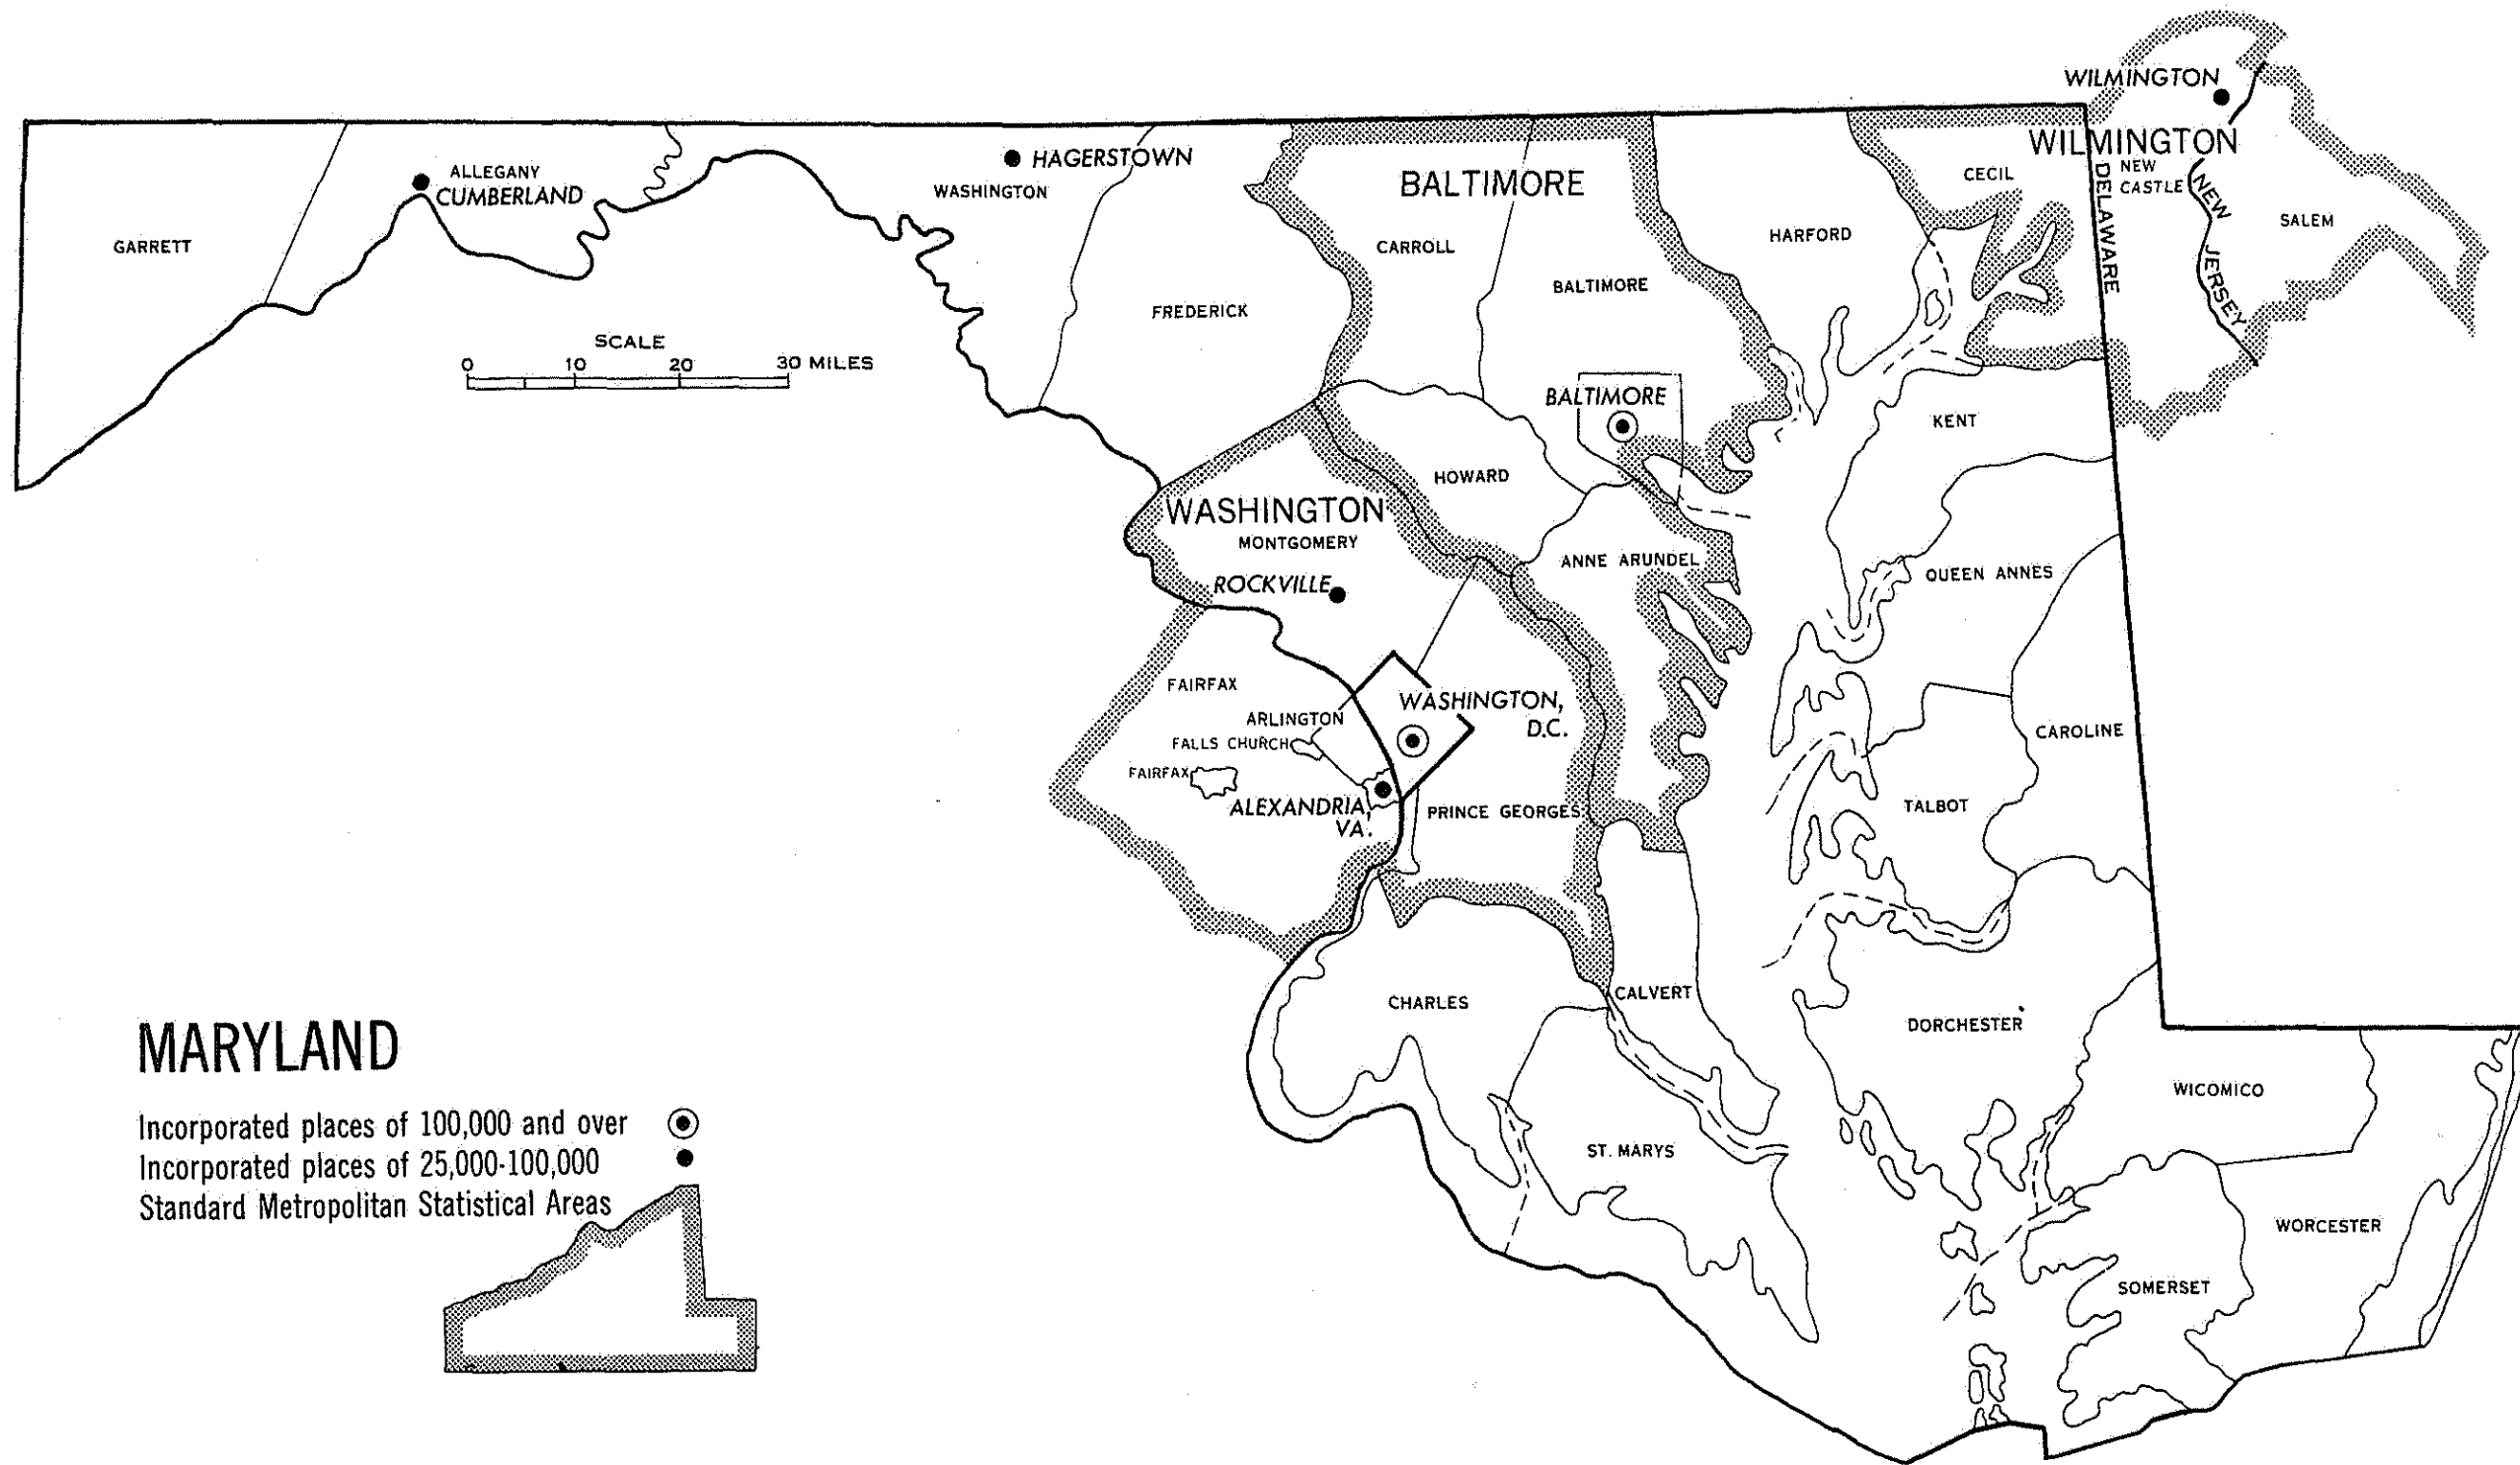 WILMINGTON
WILMINGTON
NEW
CASTLE
DELAWARE
NEW JERSEY
SALEM
CECIL
HARFORD
BALTIMORE
CARROLL
BALTIMORE
BALTIMORE
HAGERSTOWN
WASHINGTON
ALLEGANY
CUMBERLAND
GARRETT
FREDERICK
SCALE
0 10 20 30 MILES
KENT
HOWARD
WASHINGTON
MONTGOMERY
ROCKVILLE
ANNE ARUNDEL
QUEEN ANNES
FAIRFAX
ARLINGTON
FALLS CHURCH
FAIRFAX
WASHINGTON,
D.C.
ALEXANDRIA,
VA.
PRINCE GEORGES
CAROLINE
TALBOT
CHARLES
CALVERT
DORCHESTER
WICOMICO
ST. MARYS
WORCESTER
SOMERSET
MARYLAND
Incorporated places of 100,000 and over
Incorporated places of 25,000-100,000
Standard Metropolitan Statistical Areas